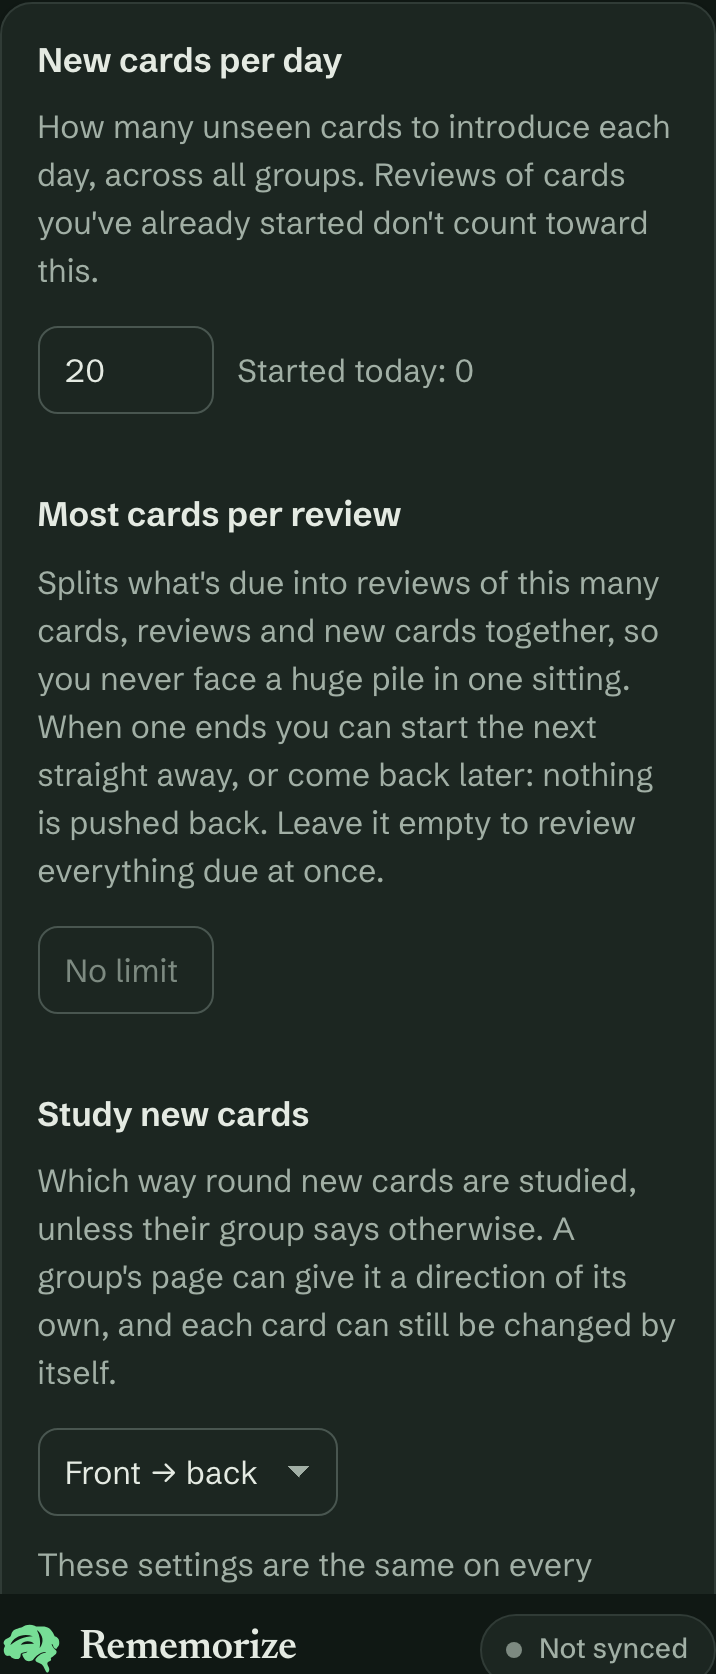 New cards per day
How many unseen cards to introduce each
day, across all groups. Reviews of cards
you've already started don't count toward
this.
20
Started today: 0
Most cards per review
Splits what's due into reviews of this many
cards, reviews and new cards together, so
you never face a huge pile in one sitting.
When one ends you can start the next
straight away, or come back later: nothing
is pushed back. Leave it empty to review
everything due at once.
No limit
Study new cards
Which way round new cards are studied,
unless their group says otherwise. A
group's page can give it a direction of its
own, and each card can still be changed by
itself.
Front → back
These settings are the same on every
Rememorize
Not synced